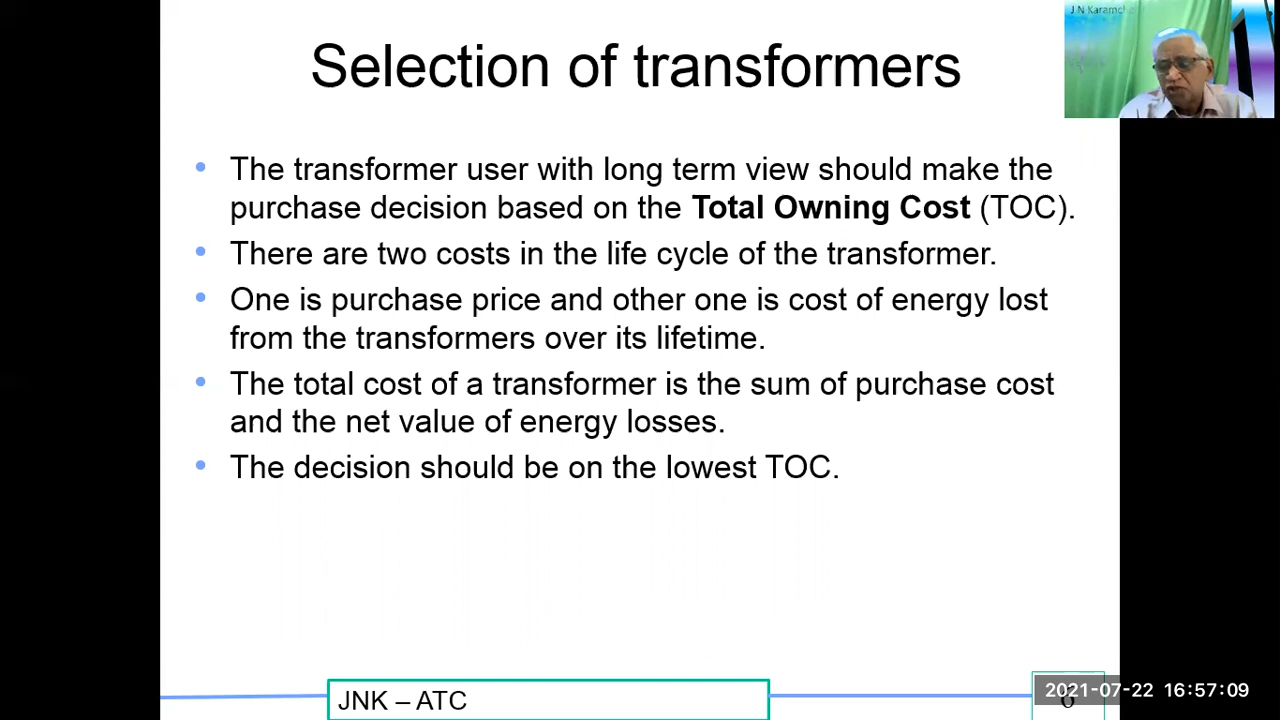 Selection of transformers
J N Karamc
• The transformer user with long term view should make the
purchase decision based on the Total Owning Cost (TOC).
• There are two costs in the life cycle of the transformer.
• One is purchase price and other one is cost of energy lost
from the transformers over its lifetime.
• The total cost of a transformer is the sum of purchase cost
and the net value of energy losses.
• The decision should be on the lowest TOC.
JNK – ATC
2021-07-22 16:57:09